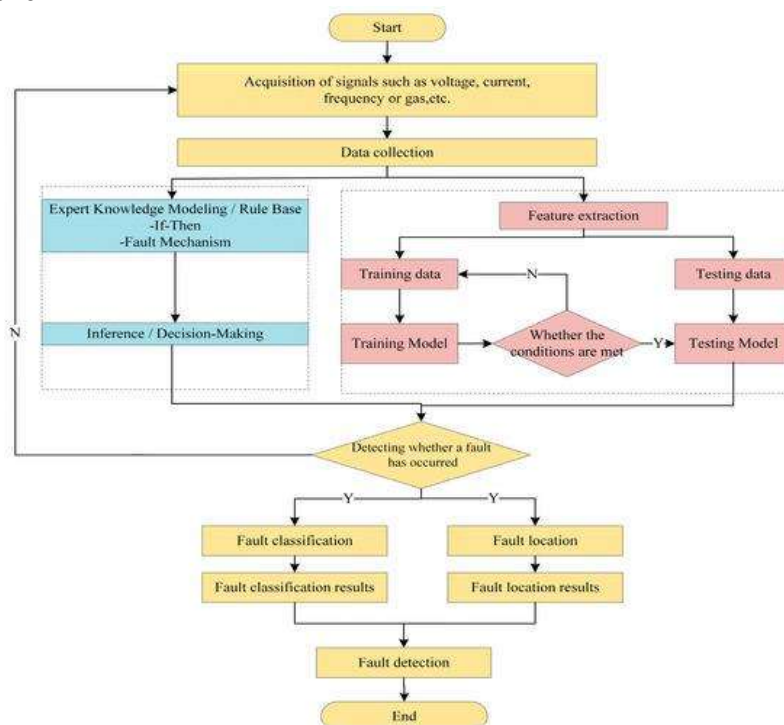 Start
Acquisition of signals such as voltage, current,
frequency or gas,etc.
Data collection
Expert Knowledge Modeling / Rule Base
-If-Then
-Fault Mechanism
Inference / Decision-Making
Feature extraction
Training data
N
Testing data
Training Model
Whether the
conditions are met
Y
Testing Model
N
Detecting whether a fault
has occurred
Y
Y
Fault classification
Fault location
Fault classification results
Fault location results
Fault detection
End